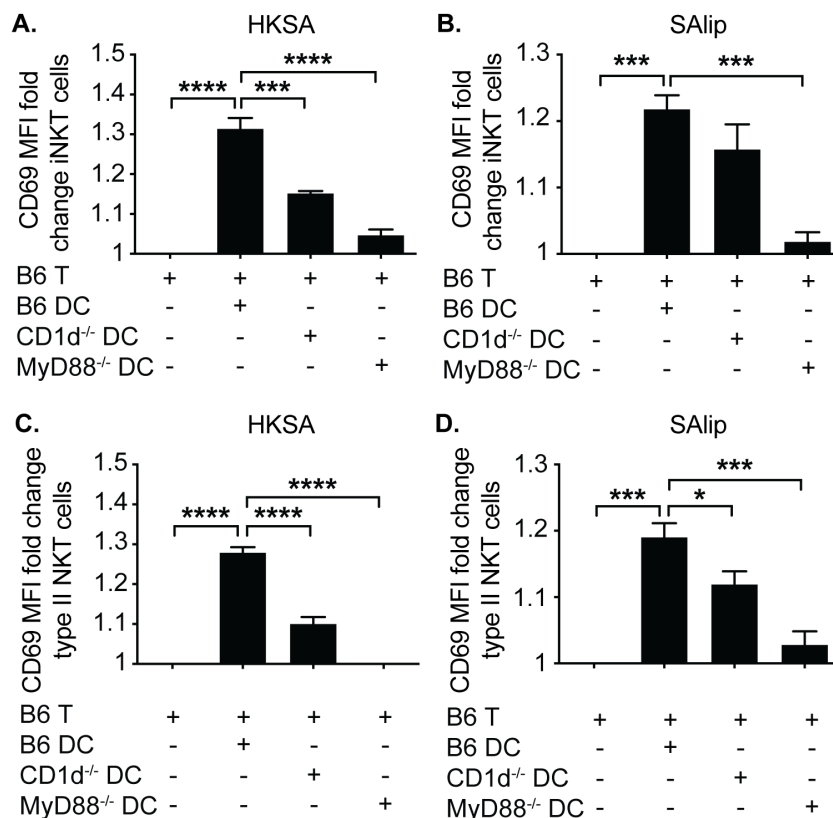 A.
HKSA
CD69 MFI fold
change iNKT cells
1.5
1.4
1.3
1.2
1.1
1
**** ***
****
B6 T + + + +
B6 DC - + - -
CD1d-/- DC - - + -
MyD88-/- DC - - - +
B.
SAlip
CD69 MFI fold
change iNKT cells
1.3
1.2
1.1
1
*** ***
B6 T + + + +
B6 DC - + - -
CD1d-/- DC - - + -
MyD88-/- DC - - - +
C.
HKSA
CD69 MFI fold change
type II NKT cells
1.5
1.4
1.3
1.2
1.1
1
****
**** ****
B6 T + + + +
B6 DC - + - -
CD1d-/- DC - - + -
MyD88-/- DC - - - +
D.
SAlip
CD69 MFI fold change
type II NKT cells
1.3
1.2
1.1
1
***
*** *
B6 T + + + +
B6 DC - + - -
CD1d-/- DC - - + -
MyD88-/- DC - - - +